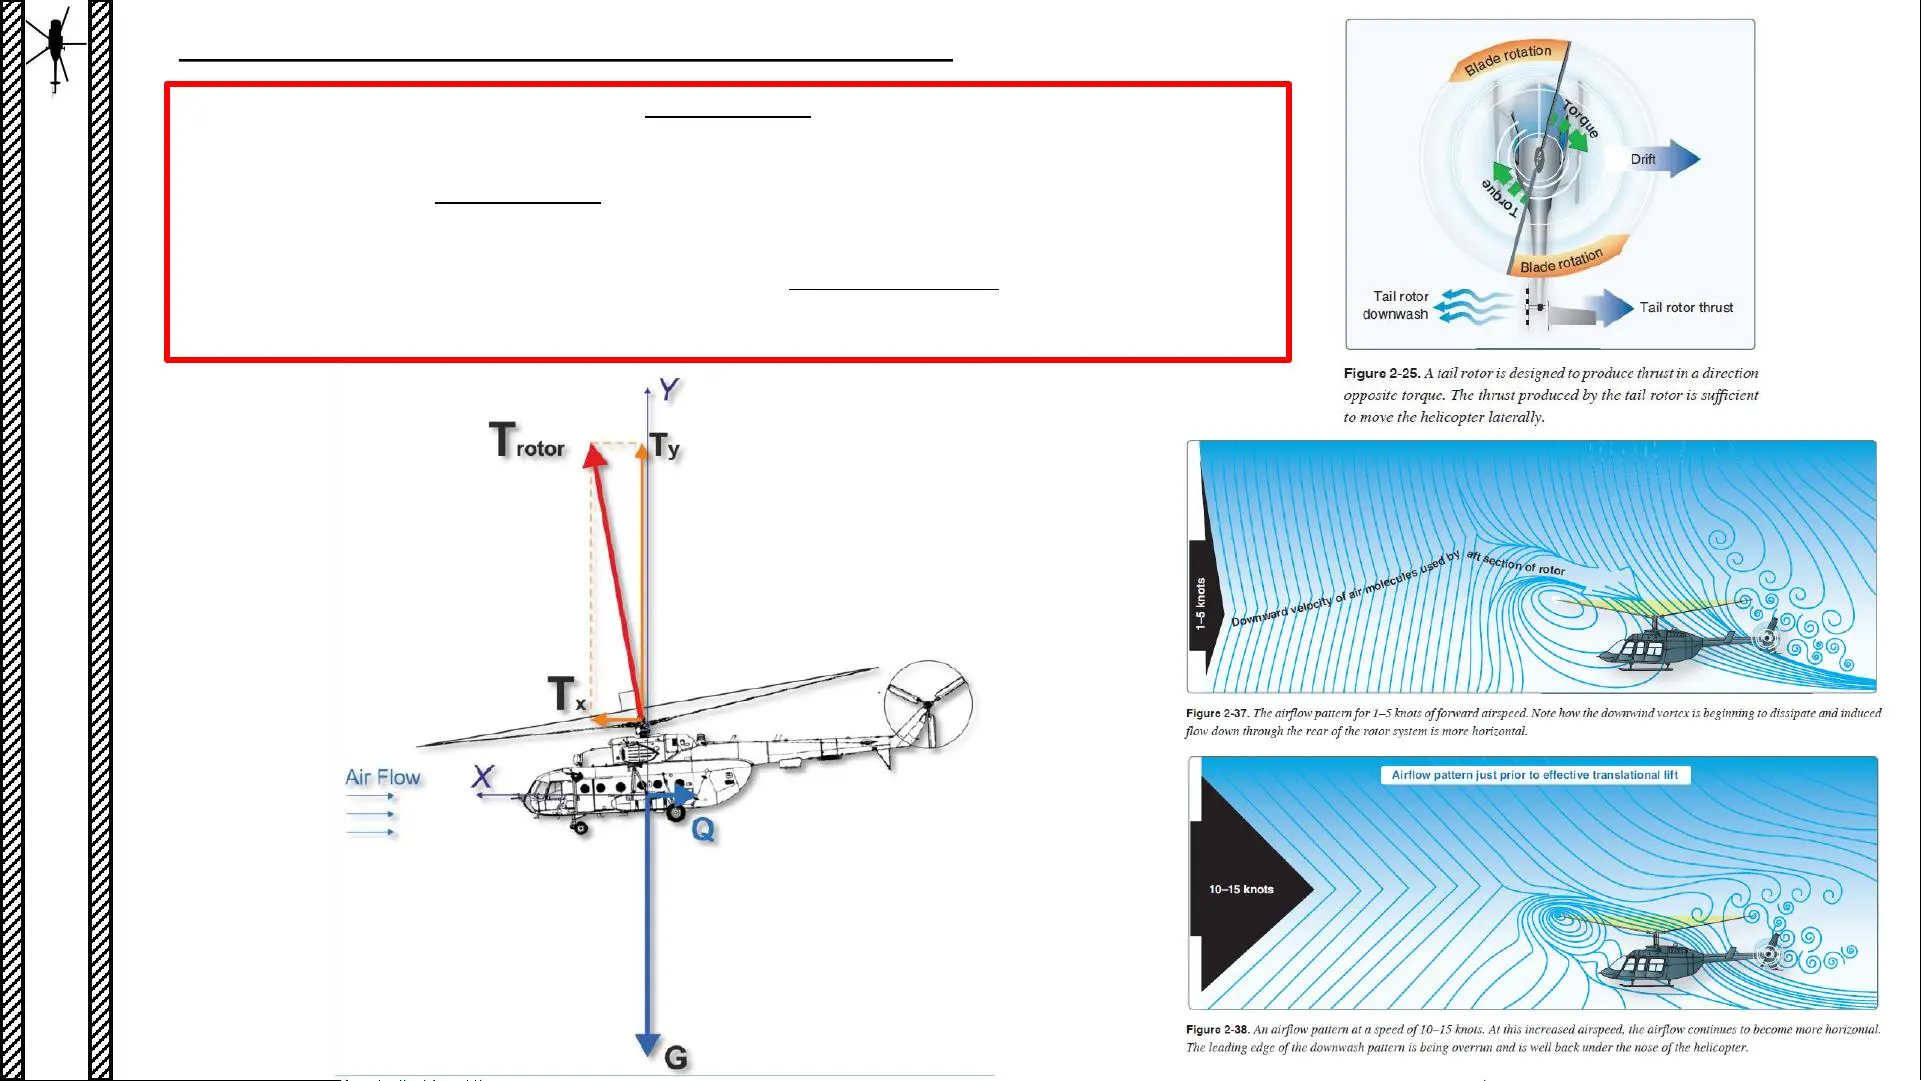 Blade rotation
Torque
Drift
Torque
Blade rotation
Tail rotor
downwash
Tail rotor thrust
Figure 2-25. A tail rotor is designed to produce thrust in a direction
opposite torque. The thrust produced by the tail rotor is sufficient
to move the helicopter laterally.
Y
Trotor
Ty
Tx
Air Flow
X
Q
G
1–5 knots
Downward velocity of air molecules used by aft section of rotor
Figure 2-37. The airflow pattern for 1–5 knots of forward airspeed. Note how the downwind vortex is beginning to dissipate and induced
flow down through the rear of the rotor system is more horizontal.
Airflow pattern just prior to effective translational lift
10–15 knots
Figure 2-38. An airflow pattern at a speed of 10–15 knots. At this increased airspeed, the airflow continues to become more horizontal.
The leading edge of the downwash pattern is being overrun and is well back under the nose of the helicopter.